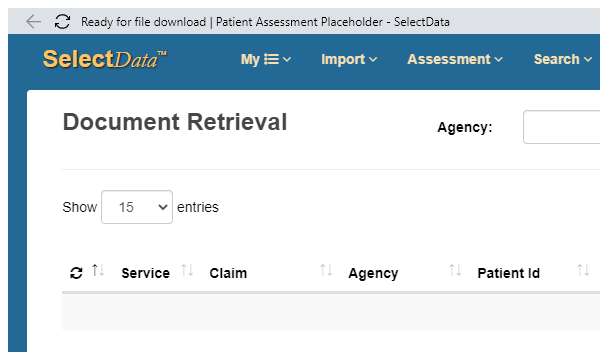 Ready for file download | Patient Assessment Placeholder - SelectData
SelectData™ My Import Assessment Search
Document Retrieval Agency:
Show 15 entries
Service Claim Agency Patient Id